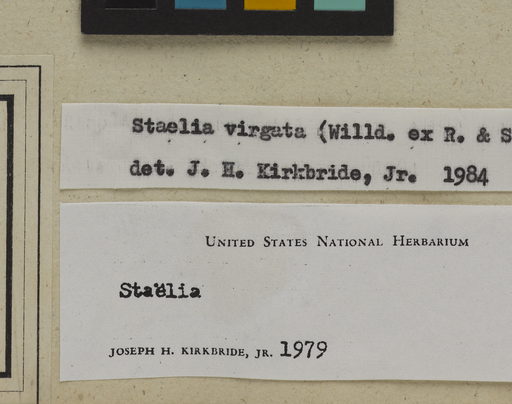 Staelia virgata (Willd. ex R. & S
det. J. H. Kirkbride, Jr. 1984
United States National Herbarium
Staëlia
JOSEPH H. KIRKBRIDE, JR. 1979